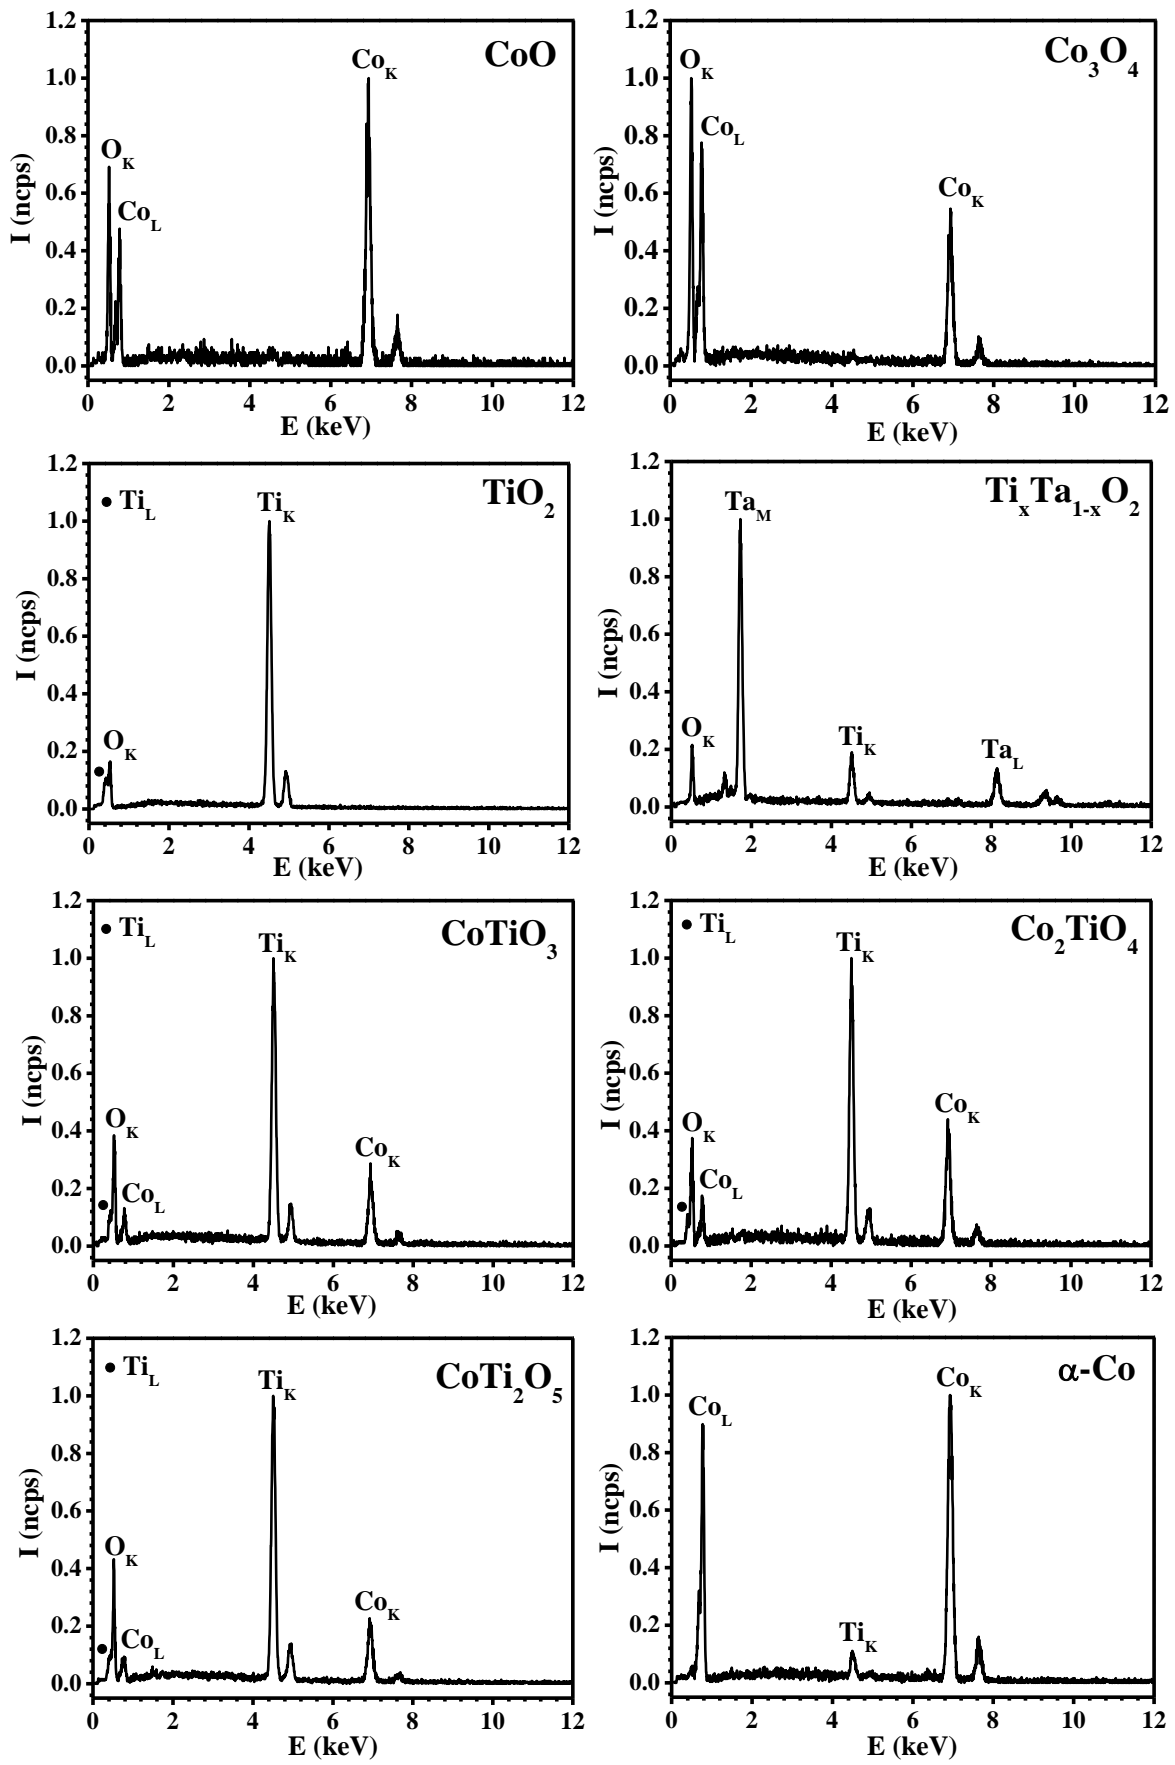 CoO
1.2
1.0
0.8
0.6
0.4
0.2
0.0
I (ncps)
O_K
Co_L
Co_K
0 2 4 6 8 10 12
E (keV)
Co₃O₄
1.2
1.0
0.8
0.6
0.4
0.2
0.0
I (ncps)
O_K
Co_L
Co_K
0 2 4 6 8 10 12
E (keV)
TiO₂
● Ti_L
1.2
1.0
0.8
0.6
0.4
0.2
0.0
I (ncps)
O_K
Ti_K
0 2 4 6 8 10 12
E (keV)
TiₓTa₁₋ₓO₂
1.2
1.0
0.8
0.6
0.4
0.2
0.0
I (ncps)
O_K
Ta_M
Ti_K
Ta_L
0 2 4 6 8 10 12
E (keV)
CoTiO₃
● Ti_L
1.2
1.0
0.8
0.6
0.4
0.2
0.0
I (ncps)
O_K
Co_L
Ti_K
Co_K
0 2 4 6 8 10 12
E (keV)
Co₂TiO₄
● Ti_L
1.2
1.0
0.8
0.6
0.4
0.2
0.0
I (ncps)
O_K
Co_L
Ti_K
Co_K
0 2 4 6 8 10 12
E (keV)
CoTi₂O₅
● Ti_L
1.2
1.0
0.8
0.6
0.4
0.2
0.0
I (ncps)
O_K
Co_L
Ti_K
Co_K
0 2 4 6 8 10 12
E (keV)
α-Co
1.2
1.0
0.8
0.6
0.4
0.2
0.0
I (ncps)
Co_L
Ti_K
Co_K
0 2 4 6 8 10 12
E (keV)